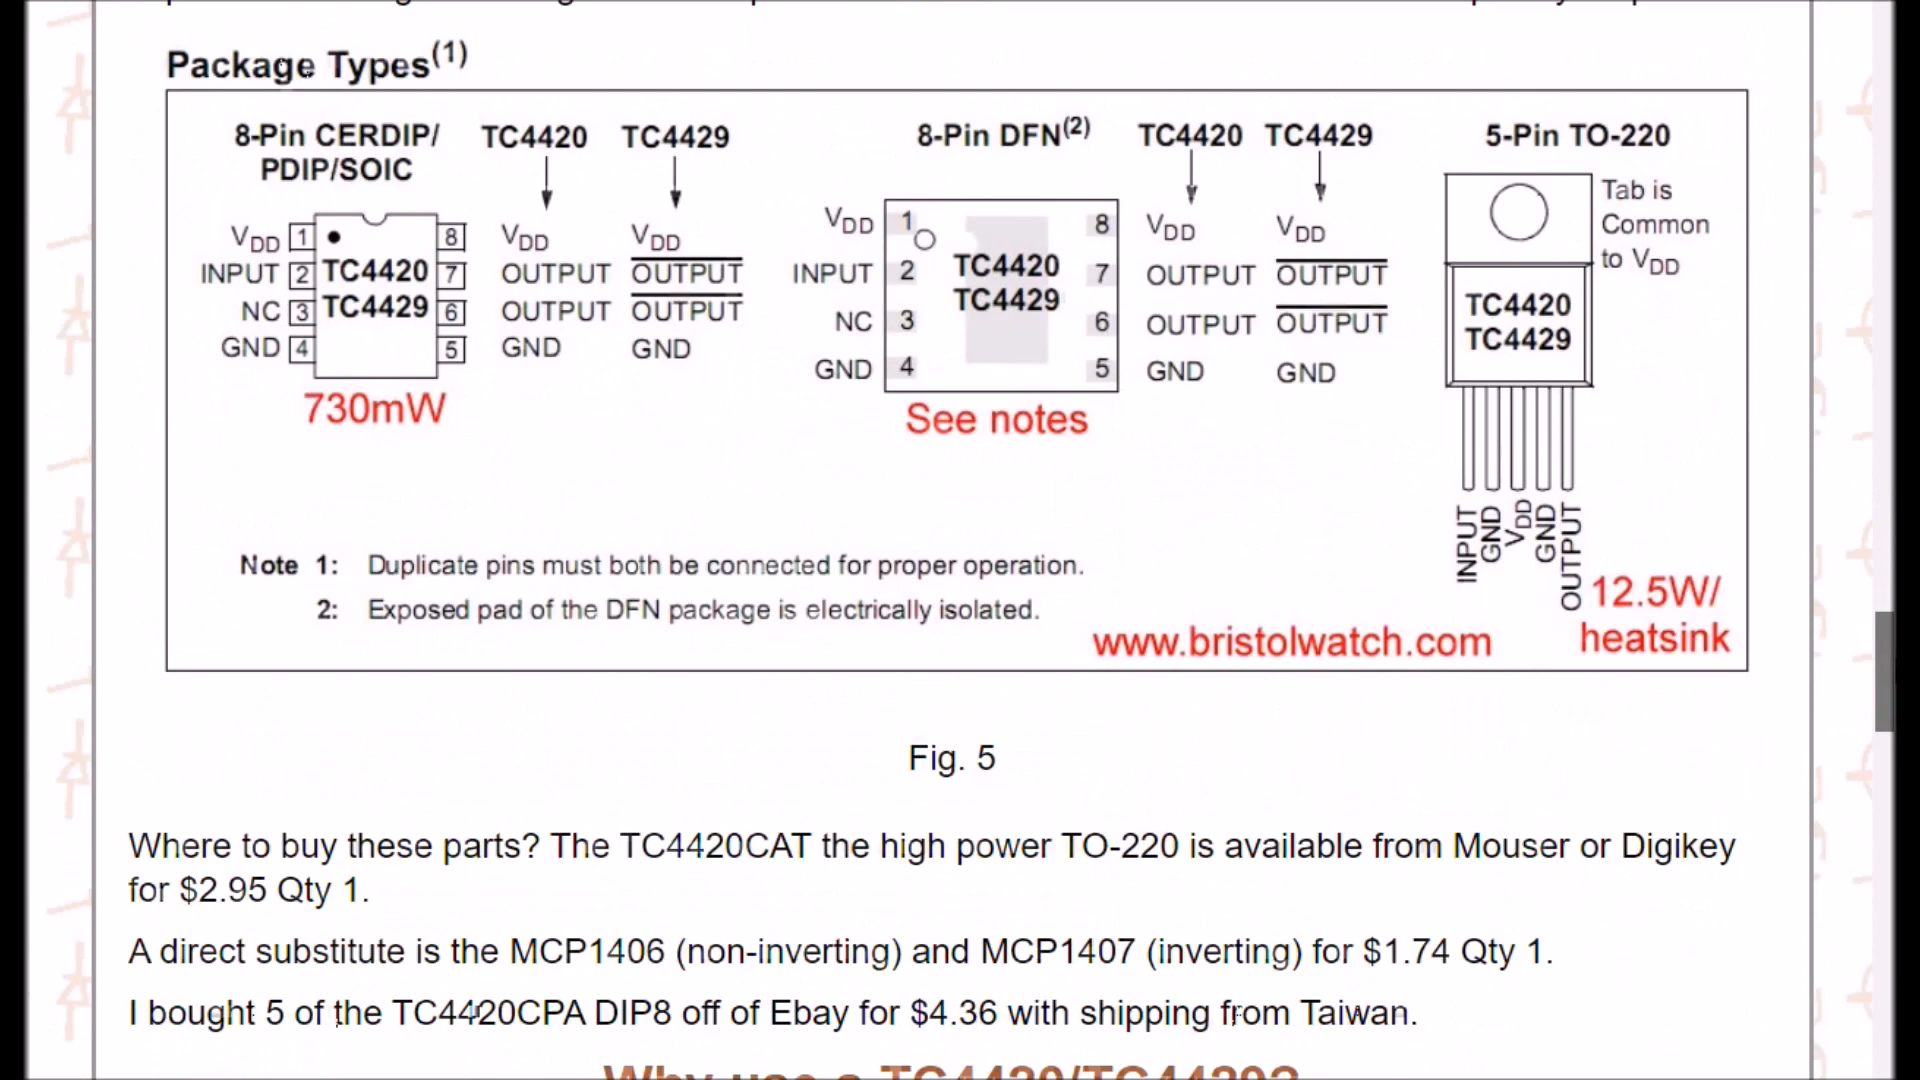 Package Types(1)
8-Pin CERDIP/
PDIP/SOIC
TC4420 TC4429
VDD 1 8 VDD VDD
INPUT 2 TC4420 7 OUTPUT OUTPUT
NC 3 TC4429 6 OUTPUT OUTPUT
GND 4 5 GND GND
730mW
8-Pin DFN(2) TC4420 TC4429
VDD 1 8 VDD VDD
INPUT 2 TC4420 7 OUTPUT OUTPUT
TC4429
NC 3 6 OUTPUT OUTPUT
GND 4 5 GND GND
See notes
5-Pin TO-220
Tab is
Common
to VDD
TC4420
TC4429
INPUT
GND
VDD
GND
OUTPUT
12.5W/
heatsink
Note 1: Duplicate pins must both be connected for proper operation.
2: Exposed pad of the DFN package is electrically isolated.
www.bristolwatch.com
Fig. 5
Where to buy these parts? The TC4420CAT the high power TO-220 is available from Mouser or Digikey
for $2.95 Qty 1.
A direct substitute is the MCP1406 (non-inverting) and MCP1407 (inverting) for $1.74 Qty 1.
I bought 5 of the TC4420CPA DIP8 off of Ebay for $4.36 with shipping from Taiwan.
Why use a TC4420/TC4429?